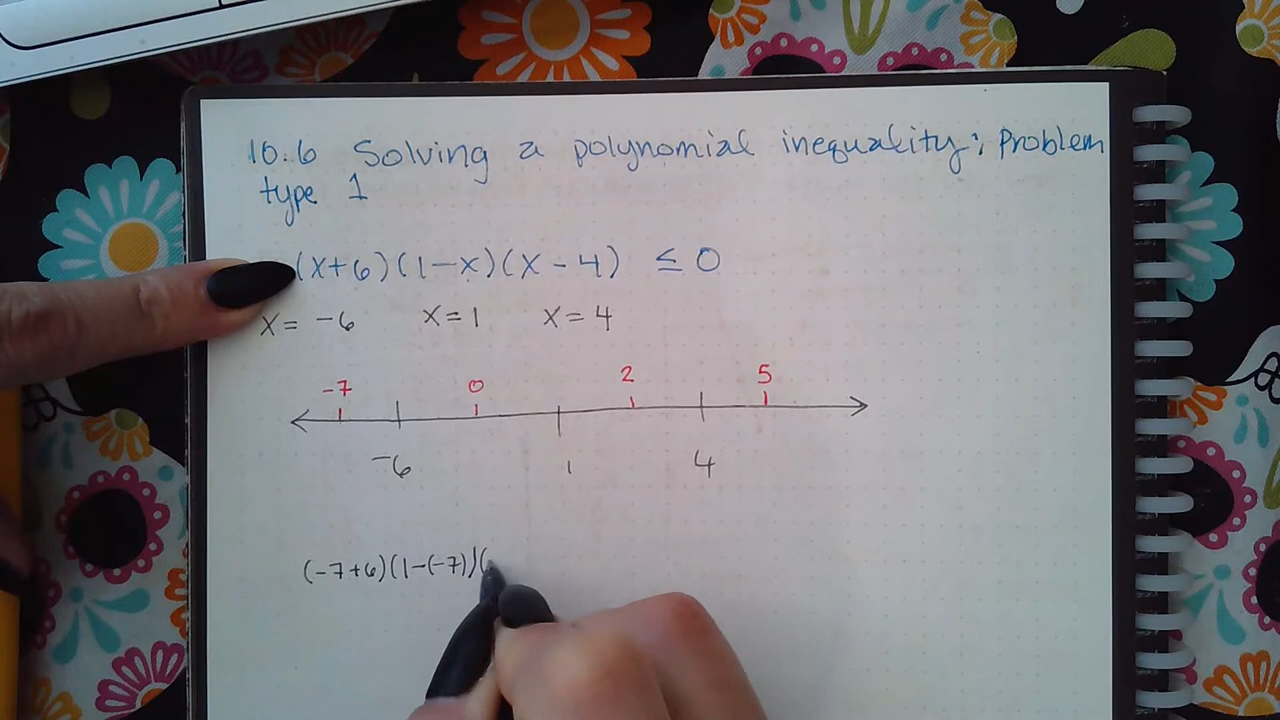 10.6 Solving a polynomial inequality: Problem
type 1
(x+6)(1-x)(x-4) ≤ 0
x = -6 x = 1 x = 4
-7 0 2 5
-6 1 4
(-7+6)(1-(-7))(